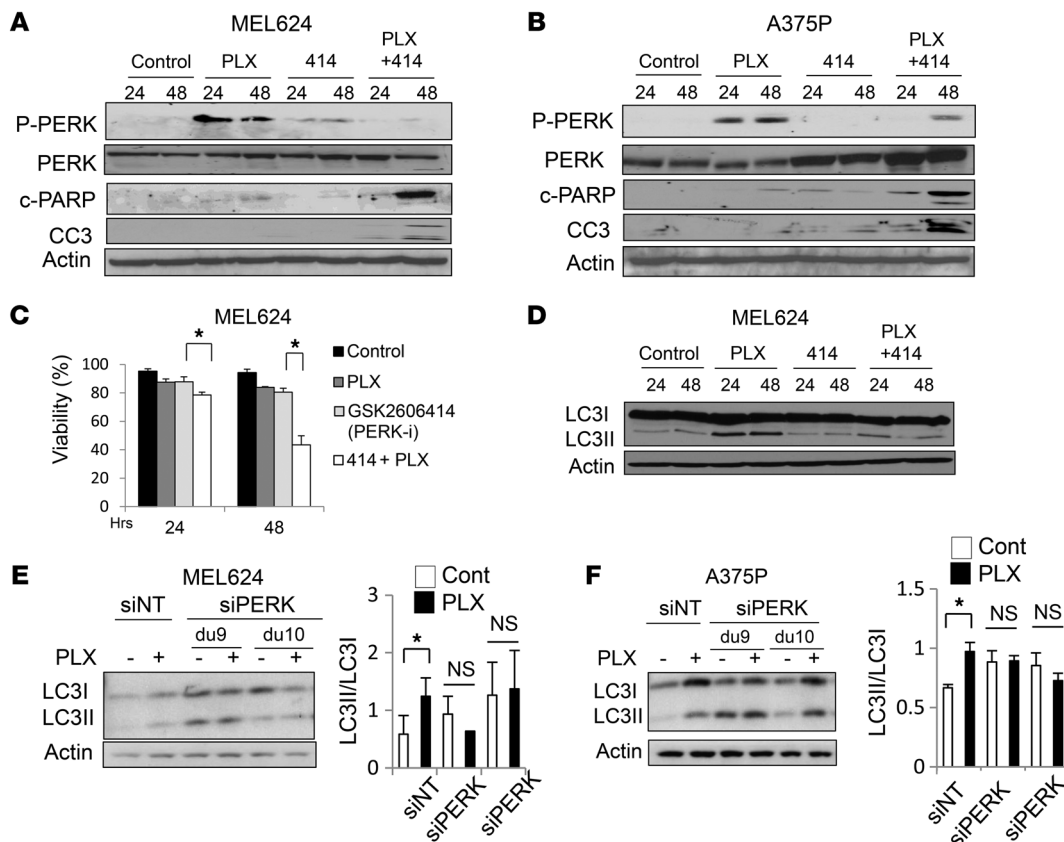 A
MEL624
Control PLX 414 PLX +414
24 48 24 48 24 48 24 48
P-PERK
PERK
c-PARP
CC3
Actin
B
A375P
Control PLX 414 PLX +414
24 48 24 48 24 48 24 48
P-PERK
PERK
c-PARP
CC3
Actin
C
MEL624
Viability (%)
100
80
60
40
20
0
Hrs
24 48
* *
Control
PLX
GSK2606414
(PERK-i)
414 + PLX
D
MEL624
Control PLX 414 PLX +414
24 48 24 48 24 48 24 48
LC3I
LC3II
Actin
E
MEL624
siNT siPERK
du9 du10
PLX - + - + - +
LC3I
LC3II
Actin
Cont
PLX
LC3II/LC3I
3
2
1
0
* NS NS
siNT siPERK siPERK
F
A375P
siNT siPERK
du9 du10
PLX - + - + - +
LC3I
LC3II
Actin
Cont
PLX
LC3II/LC3I
1.5
1
0.5
0
* NS NS
siNT siPERK siPERK